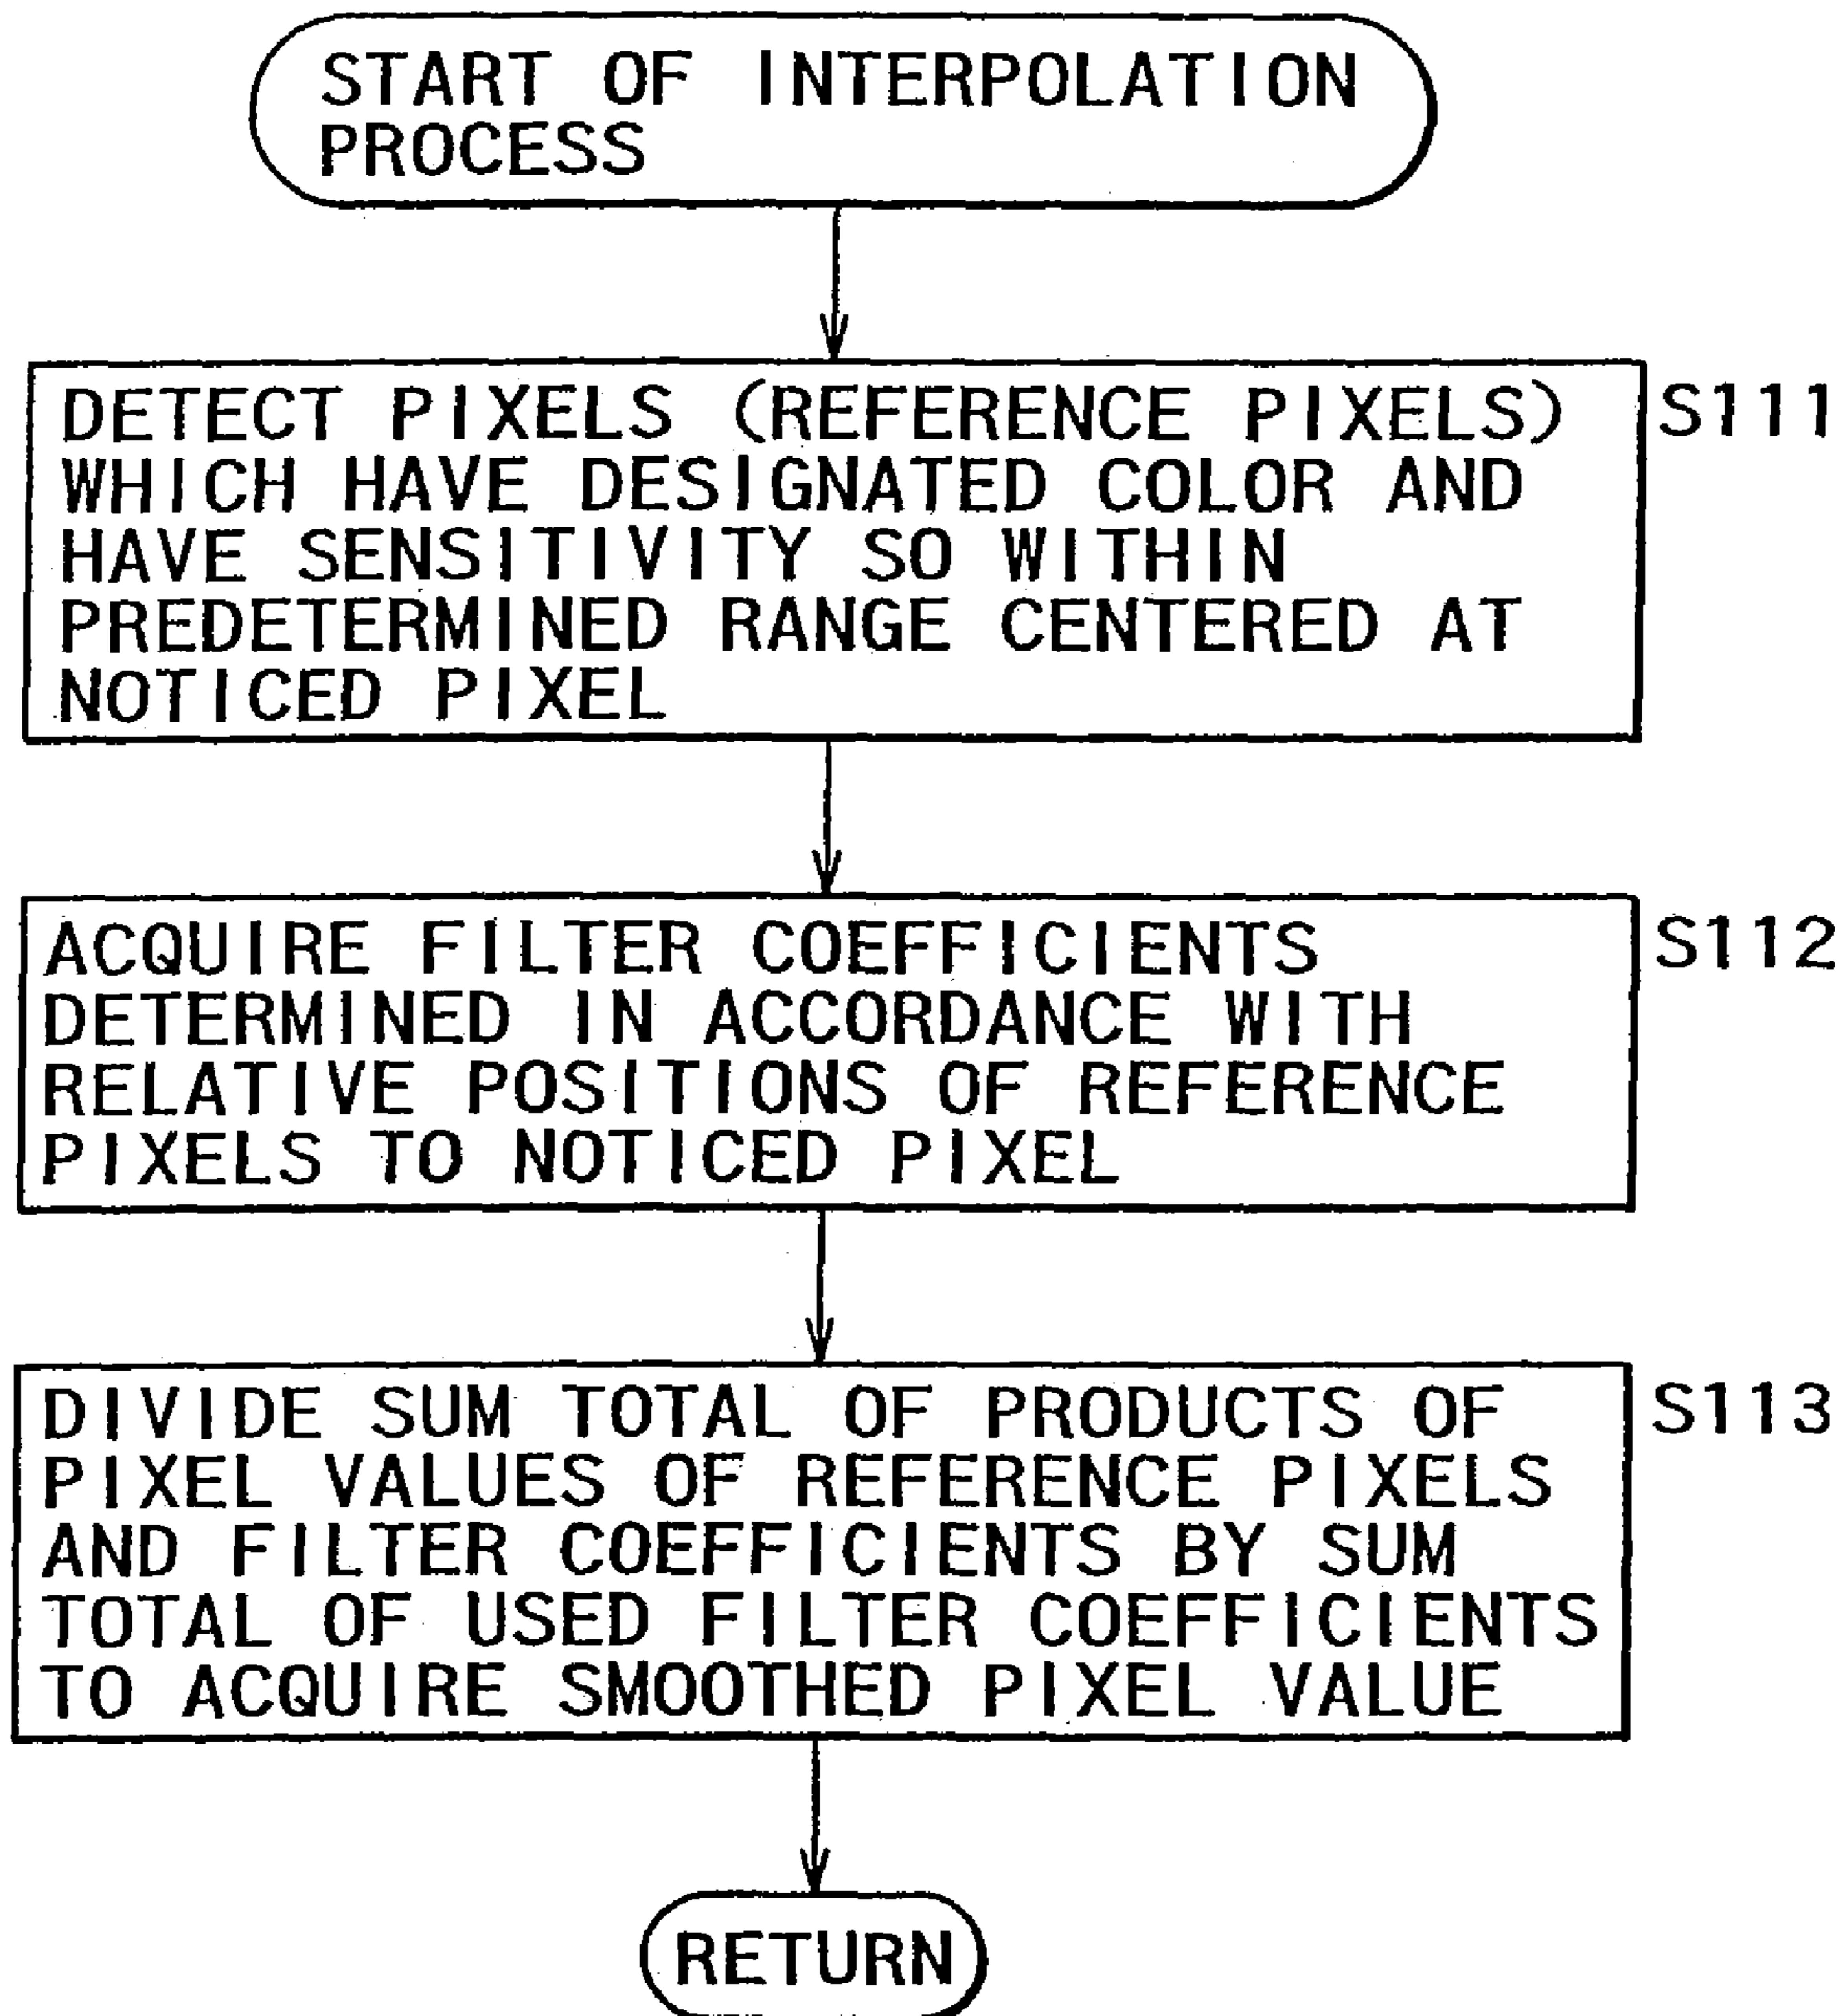 START OF INTERPOLATION
PROCESS
DETECT PIXELS (REFERENCE PIXELS)
WHICH HAVE DESIGNATED COLOR AND
HAVE SENSITIVITY SO WITHIN
PREDETERMINED RANGE CENTERED AT
NOTICED PIXEL
S111
ACQUIRE FILTER COEFFICIENTS
DETERMINED IN ACCORDANCE WITH
RELATIVE POSITIONS OF REFERENCE
PIXELS TO NOTICED PIXEL
S112
DIVIDE SUM TOTAL OF PRODUCTS OF
PIXEL VALUES OF REFERENCE PIXELS
AND FILTER COEFFICIENTS BY SUM
TOTAL OF USED FILTER COEFFICIENTS
TO ACQUIRE SMOOTHED PIXEL VALUE
S113
RETURN